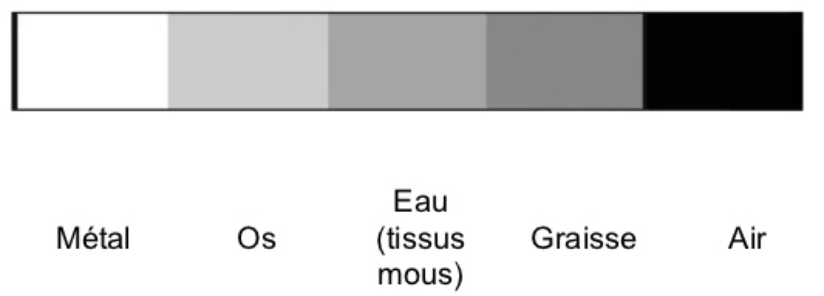 Métal
Os
Eau
(tissus
mous)
Graisse
Air